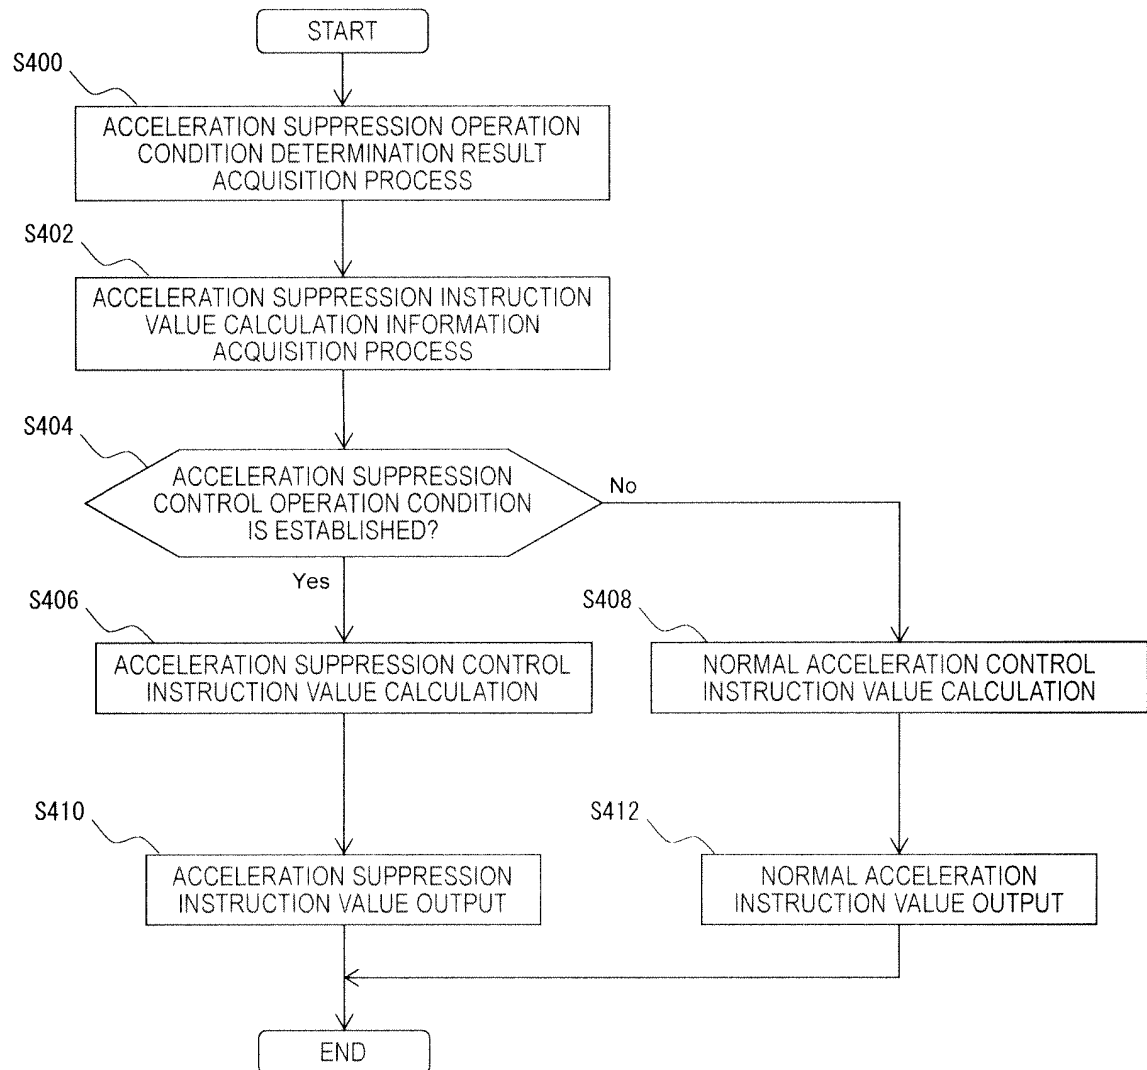 START
S400
ACCELERATION SUPPRESSION OPERATION
CONDITION DETERMINATION RESULT
ACQUISITION PROCESS
S402
ACCELERATION SUPPRESSION INSTRUCTION
VALUE CALCULATION INFORMATION
ACQUISITION PROCESS
S404
ACCELERATION SUPPRESSION
CONTROL OPERATION CONDITION
IS ESTABLISHED?
No
Yes
S406
ACCELERATION SUPPRESSION CONTROL
INSTRUCTION VALUE CALCULATION
S408
NORMAL ACCELERATION CONTROL
INSTRUCTION VALUE CALCULATION
S410
ACCELERATION SUPPRESSION
INSTRUCTION VALUE OUTPUT
S412
NORMAL ACCELERATION
INSTRUCTION VALUE OUTPUT
END